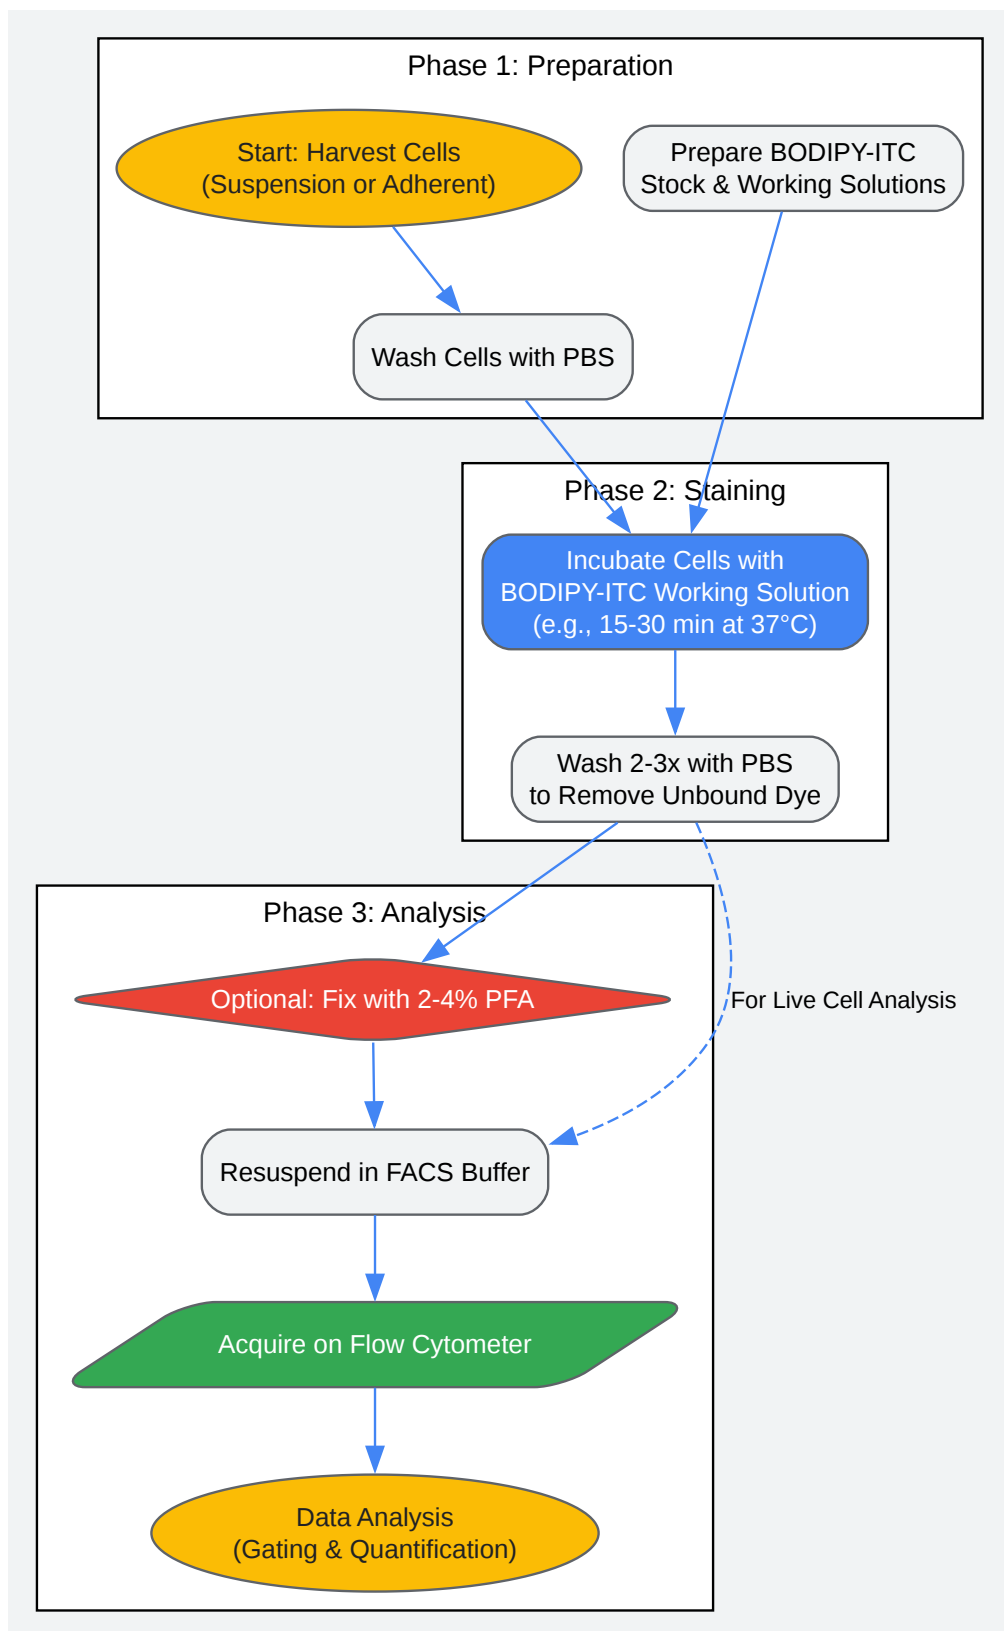 Phase 1: Preparation
Start: Harvest Cells
(Suspension or Adherent)
Prepare BODIPY-ITC
Stock & Working Solutions
Wash Cells with PBS
Phase 2: Staining
Incubate Cells with
BODIPY-ITC Working Solution
(e.g., 15-30 min at 37°C)
Wash 2-3x with PBS
to Remove Unbound Dye
Phase 3: Analysis
Optional: Fix with 2-4% PFA
For Live Cell Analysis
Resuspend in FACS Buffer
Acquire on Flow Cytometer
Data Analysis
(Gating & Quantification)